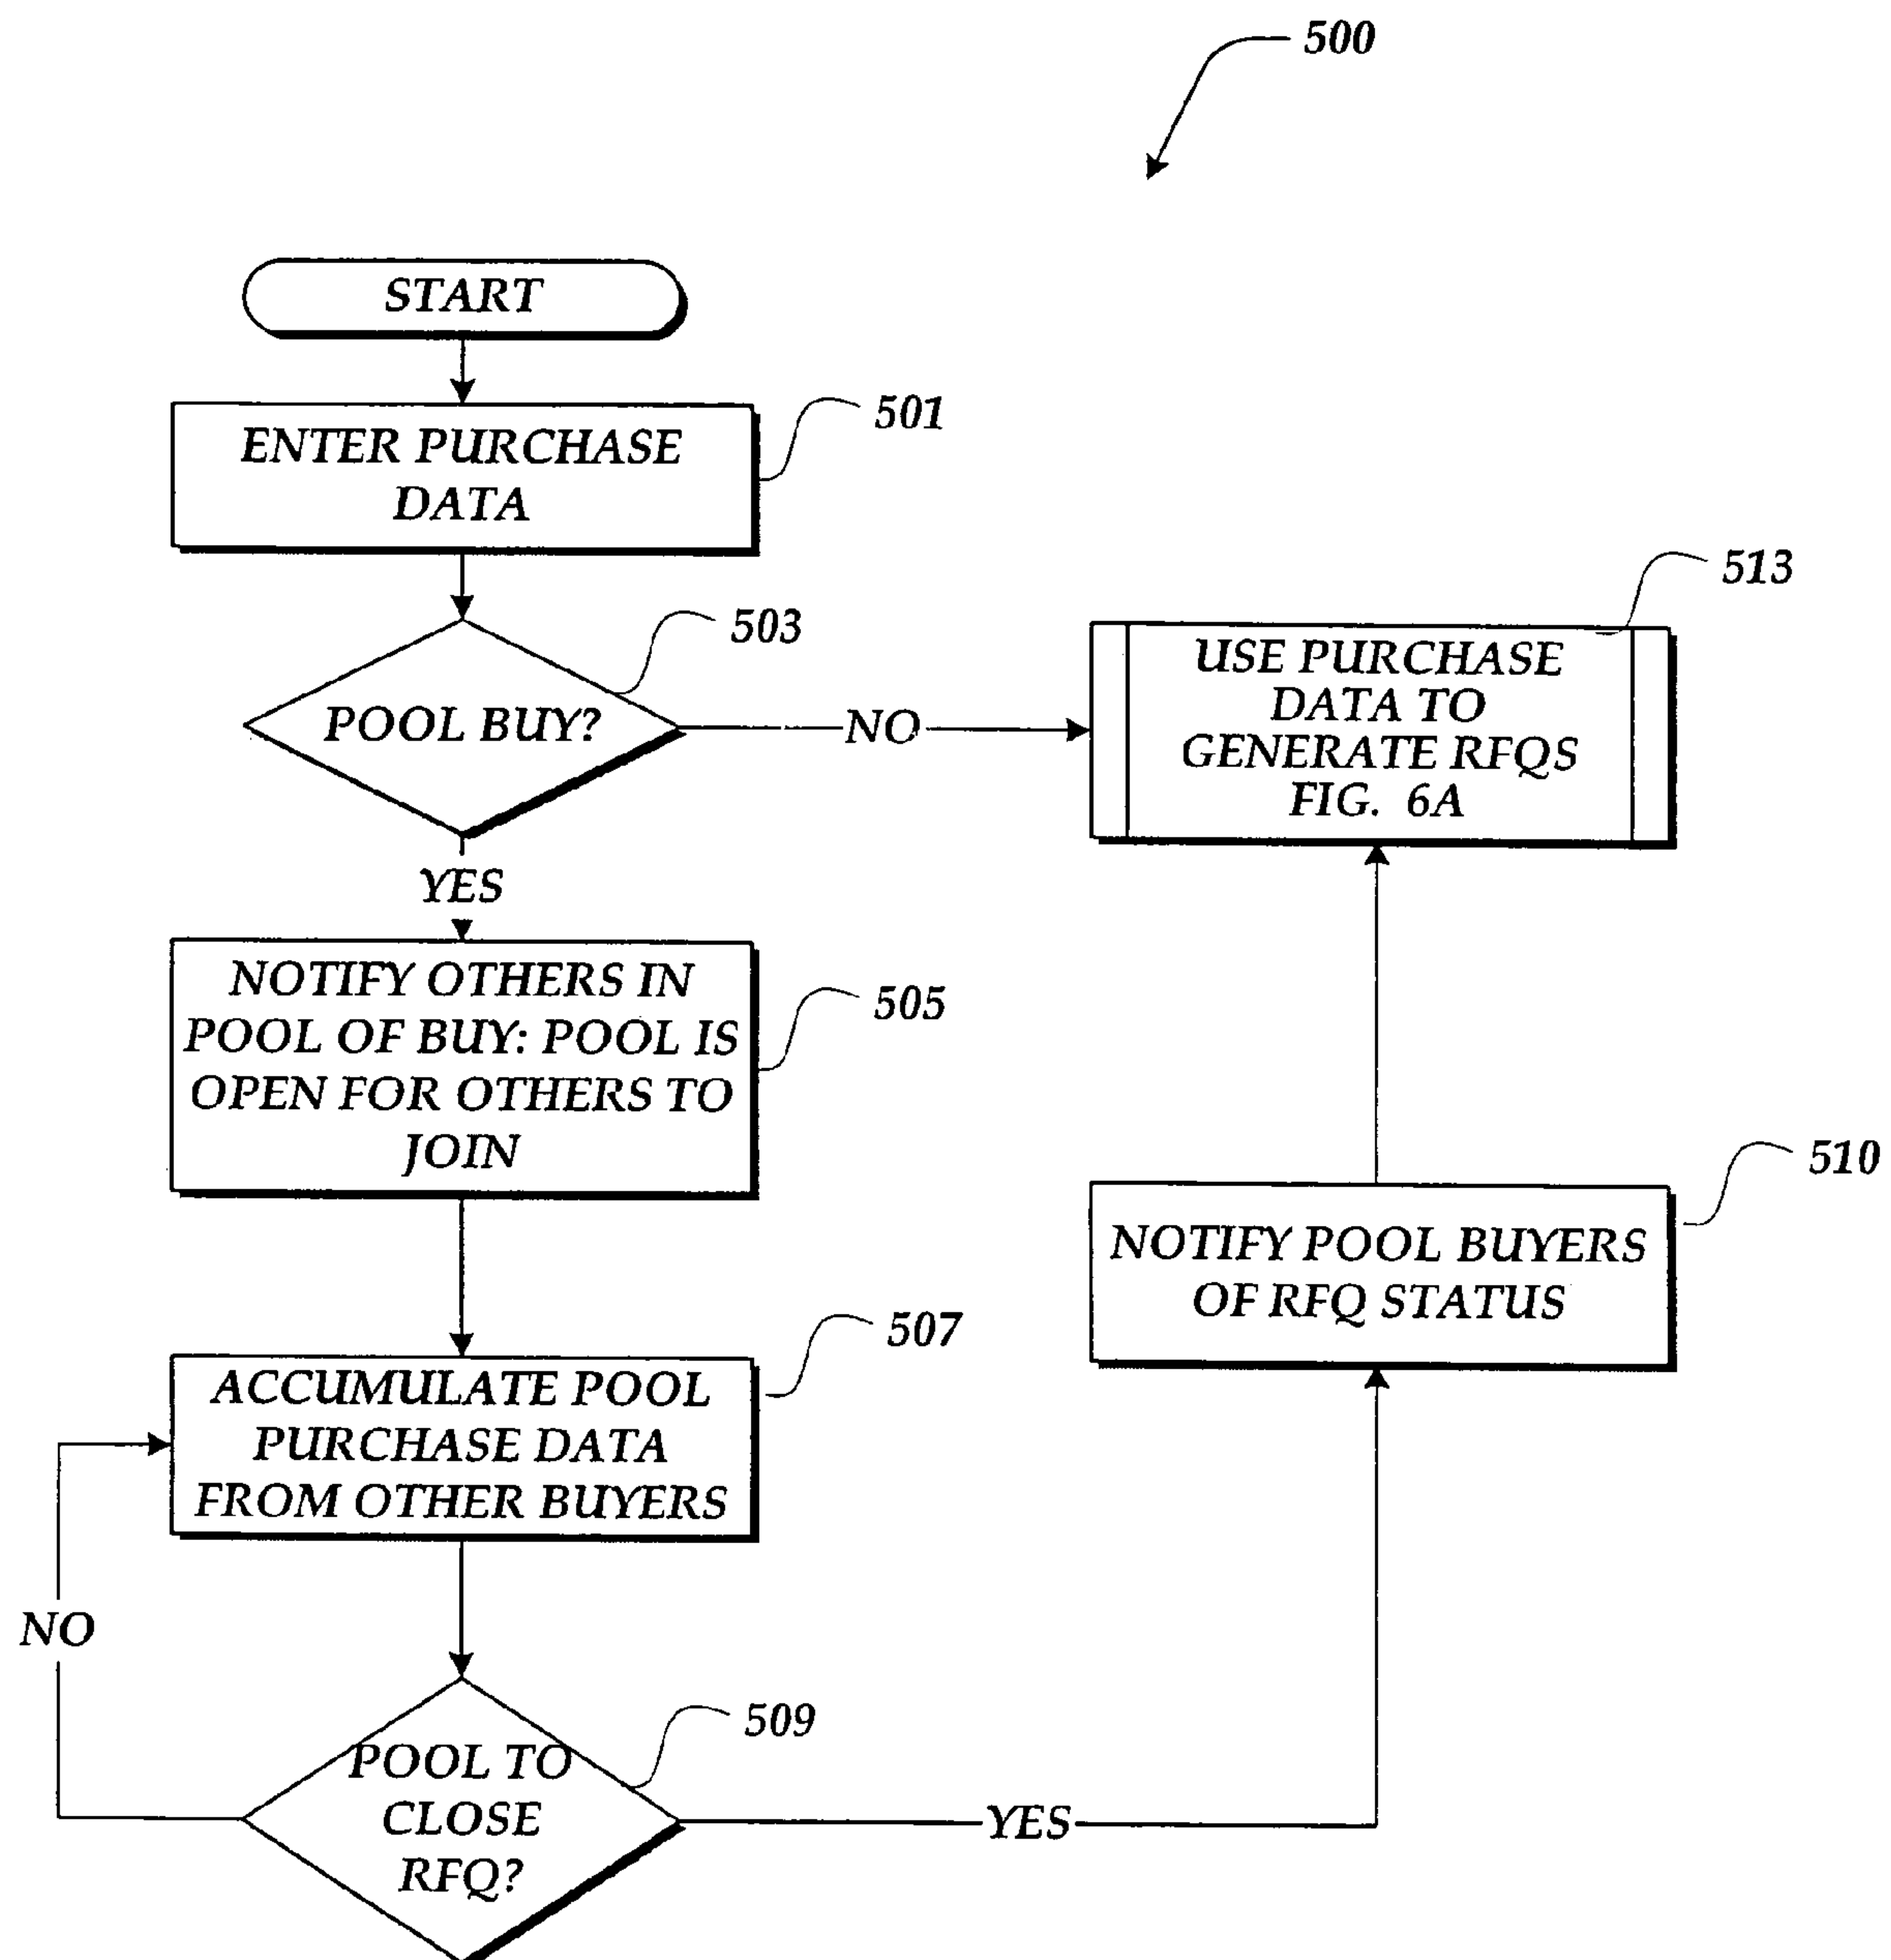 500
START
ENTER PURCHASE
DATA
501
POOL BUY?
503
NO
USE PURCHASE
DATA TO
GENERATE RFQS
FIG. 6A
513
YES
NOTIFY OTHERS IN
POOL OF BUY: POOL IS
OPEN FOR OTHERS TO
JOIN
505
NOTIFY POOL BUYERS
OF RFQ STATUS
510
ACCUMULATE POOL
PURCHASE DATA
FROM OTHER BUYERS
507
NO
POOL TO
CLOSE
RFQ?
509
YES